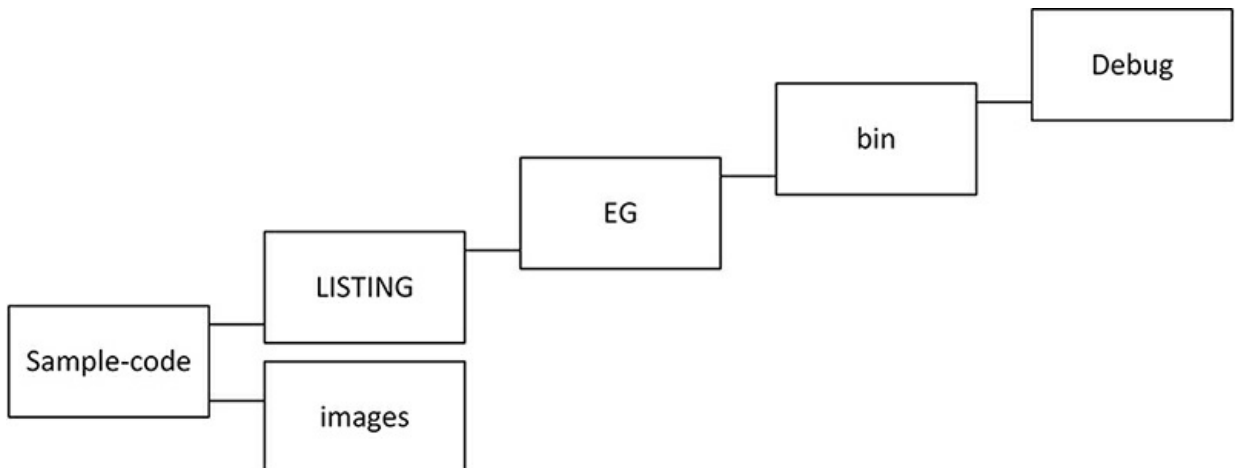 Debug
bin
EG
LISTING
Sample-code
images